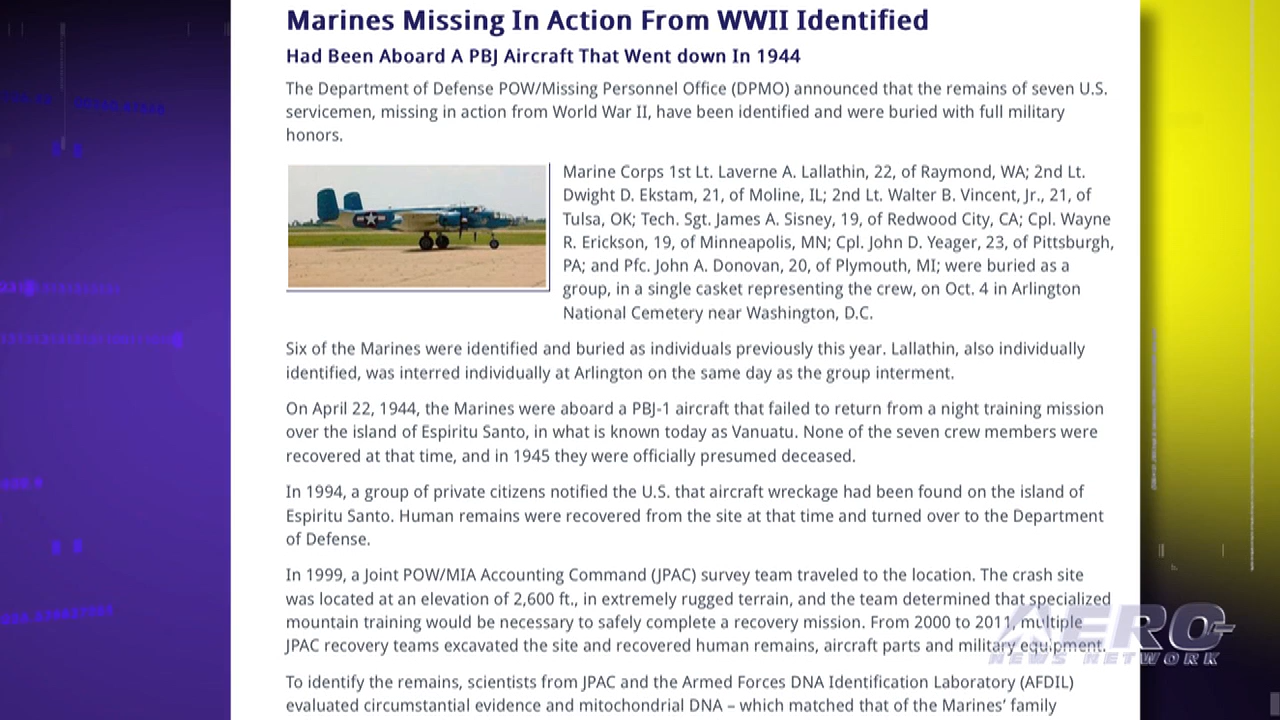 Marines Missing In Action From WWII Identified
Had Been Aboard A PBJ Aircraft That Went down In 1944
The Department of Defense POW/Missing Personnel Office (DPMO) announced that the remains of seven U.S.
servicemen, missing in action from World War II, have been identified and were buried with full military
honors.
Marine Corps 1st Lt. Laverne A. Lallathin, 22, of Raymond, WA; 2nd Lt.
Dwight D. Ekstam, 21, of Moline, IL; 2nd Lt. Walter B. Vincent, Jr., 21, of
Tulsa, OK; Tech. Sgt. James A. Sisney, 19, of Redwood City, CA; Cpl. Wayne
R. Erickson, 19, of Minneapolis, MN; Cpl. John D. Yeager, 23, of Pittsburgh,
PA; and Pfc. John A. Donovan, 20, of Plymouth, MI; were buried as a
group, in a single casket representing the crew, on Oct. 4 in Arlington
National Cemetery near Washington, D.C.
Six of the Marines were identified and buried as individuals previously this year. Lallathin, also individually
identified, was interred individually at Arlington on the same day as the group interment.
On April 22, 1944, the Marines were aboard a PBJ-1 aircraft that failed to return from a night training mission
over the island of Espiritu Santo, in what is known today as Vanuatu. None of the seven crew members were
recovered at that time, and in 1945 they were officially presumed deceased.
In 1994, a group of private citizens notified the U.S. that aircraft wreckage had been found on the island of
Espiritu Santo. Human remains were recovered from the site at that time and turned over to the Department
of Defense.
In 1999, a Joint POW/MIA Accounting Command (JPAC) survey team traveled to the location. The crash site
was located at an elevation of 2,600 ft., in extremely rugged terrain, and the team determined that specialized
mountain training would be necessary to safely complete a recovery mission. From 2000 to 2011, multiple
JPAC recovery teams excavated the site and recovered human remains, aircraft parts and military equipment.
To identify the remains, scientists from JPAC and the Armed Forces DNA Identification Laboratory (AFDIL)
evaluated circumstantial evidence and mitochondrial DNA – which matched that of the Marines’ family
AERO-
NEWS NETWORK